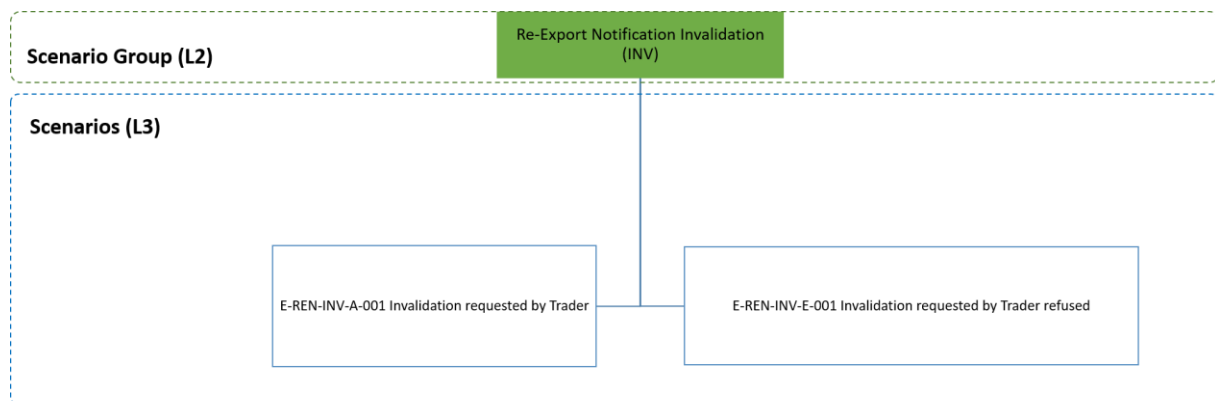 Re-Export Notification Invalidation
(INV)
Scenario Group (L2)
Scenarios (L3)
E-REN-INV-A-001 Invalidation requested by Trader
E-REN-INV-E-001 Invalidation requested by Trader refused